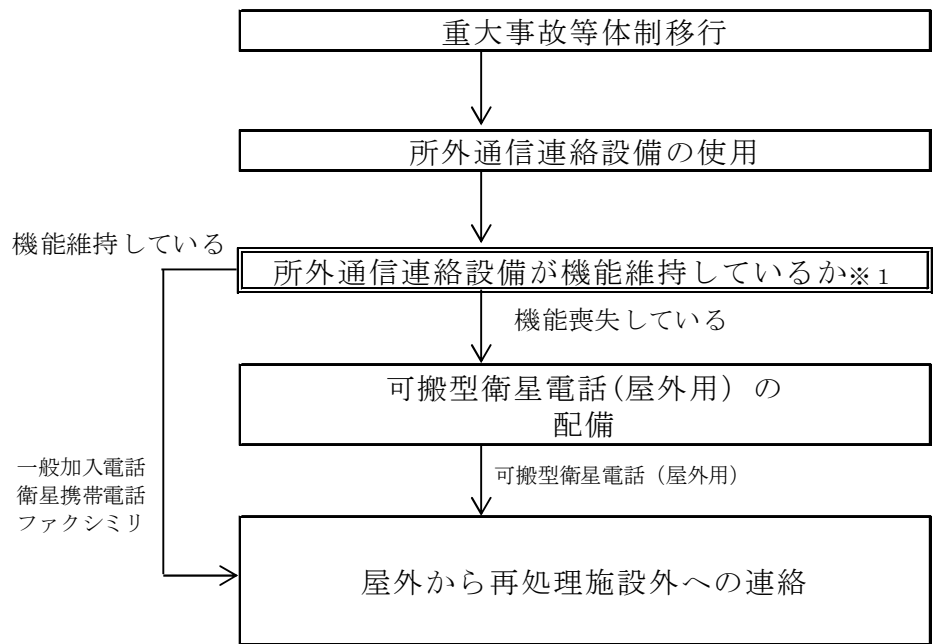 重大事故等体制移行
所外通信連絡設備の使用
機能維持している
所外通信連絡設備が機能維持しているか※1
機能喪失している
可搬型衛星電話(屋外用）の
配備
一般加入電話
衛星携帯電話
ファクシミリ
可搬型衛星電話（屋外用）
屋外から再処理施設外への連絡